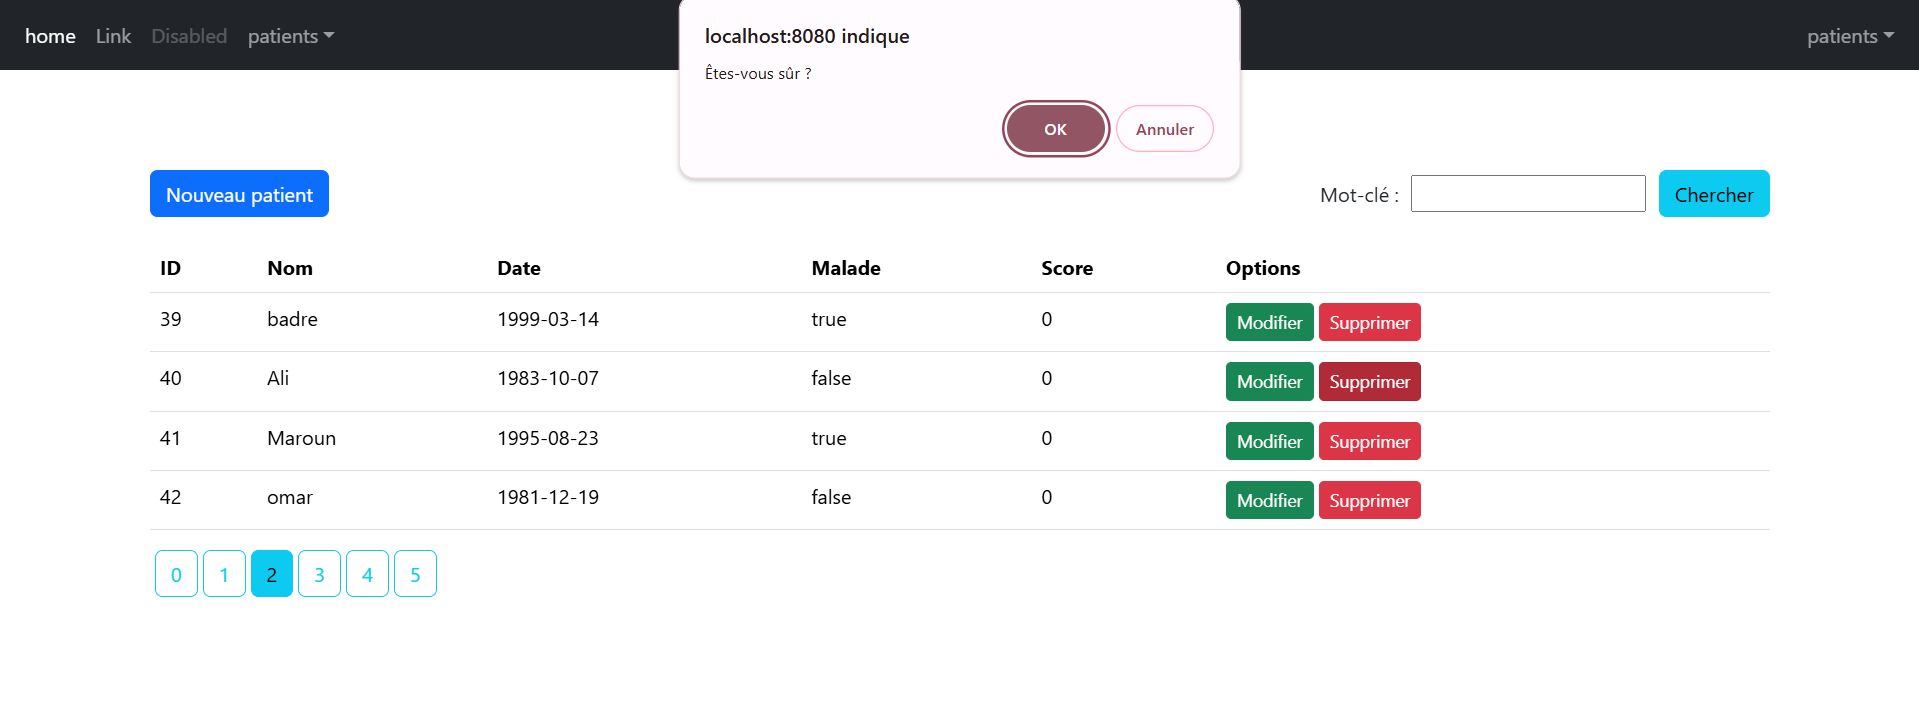 home Link Disabled patients patients
localhost:8080 indique
Êtes-vous sûr ?
OK Annuler
Nouveau patient Mot-clé : Chercher
ID Nom Date Malade Score Options
39 badre 1999-03-14 true 0 Modifier Supprimer
40 Ali 1983-10-07 false 0 Modifier Supprimer
41 Maroun 1995-08-23 true 0 Modifier Supprimer
42 omar 1981-12-19 false 0 Modifier Supprimer
0 1 2 3 4 5